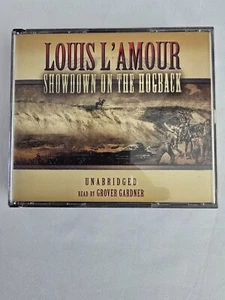 LOUIS L'AMOUR
SHOWDOWN ON THE HOGBACK
UNABRIDGED
READ BY GROVER GARDNER